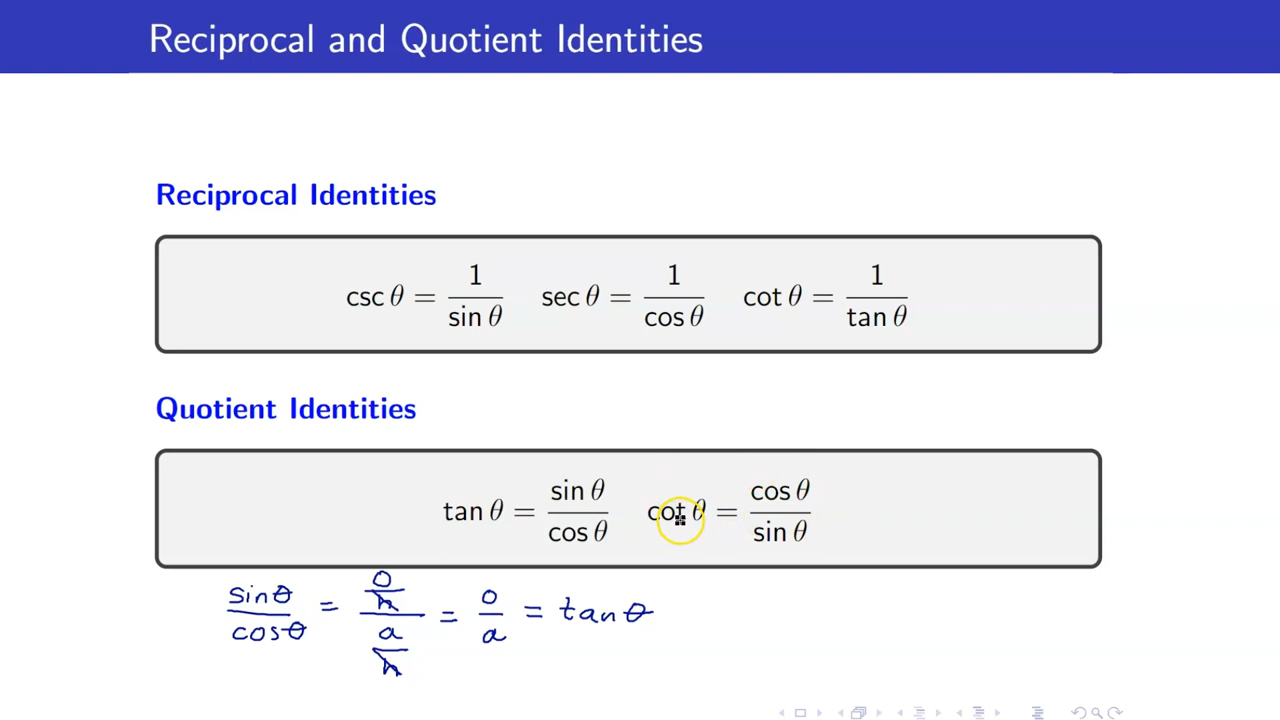 Reciprocal and Quotient Identities
Reciprocal Identities
csc θ = 1/sin θ sec θ = 1/cos θ cot θ = 1/tan θ
Quotient Identities
tan θ = sin θ/cos θ cot θ = cos θ/sin θ
sinθ/cosθ = (o/h)/(a/h) = o/a = tan θ